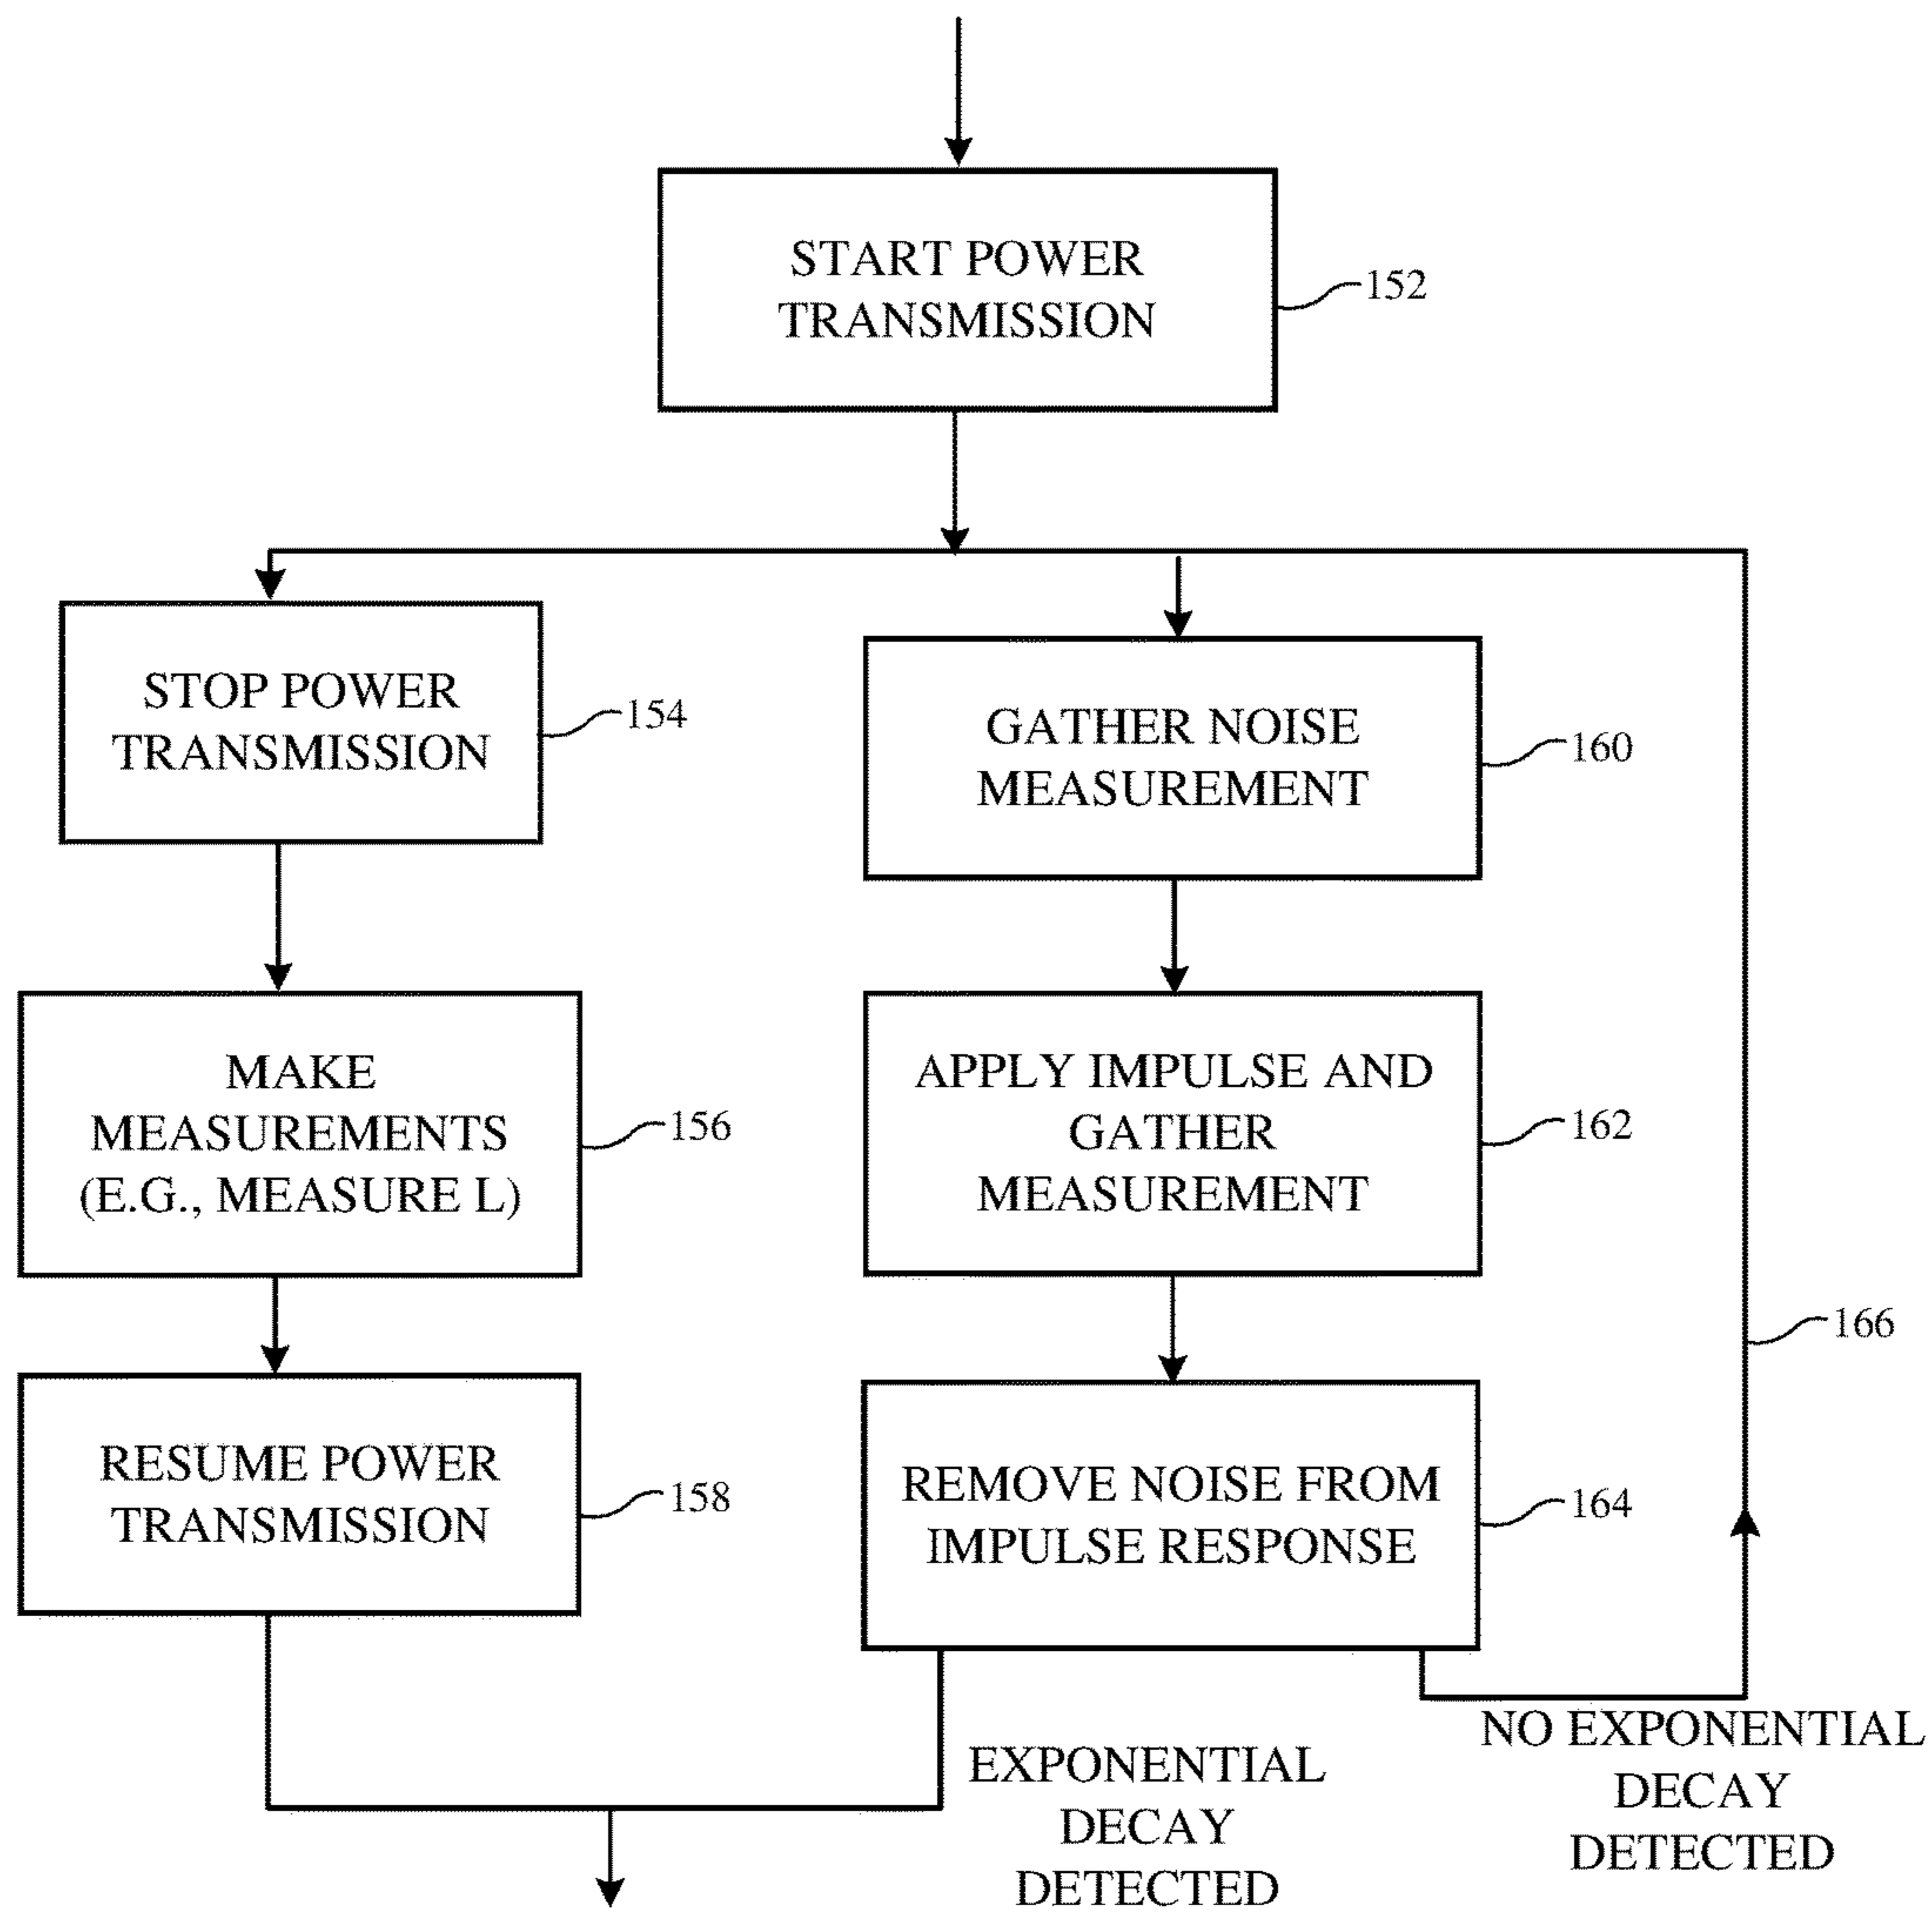 START POWER
TRANSMISSION
152
STOP POWER
TRANSMISSION
154
MAKE
MEASUREMENTS
(E.G., MEASURE L)
156
RESUME POWER
TRANSMISSION
158
GATHER NOISE
MEASUREMENT
160
APPLY IMPULSE AND
GATHER
MEASUREMENT
162
REMOVE NOISE FROM
IMPULSE RESPONSE
164
166
EXPONENTIAL
DECAY
DETECTED
NO EXPONENTIAL
DECAY
DETECTED